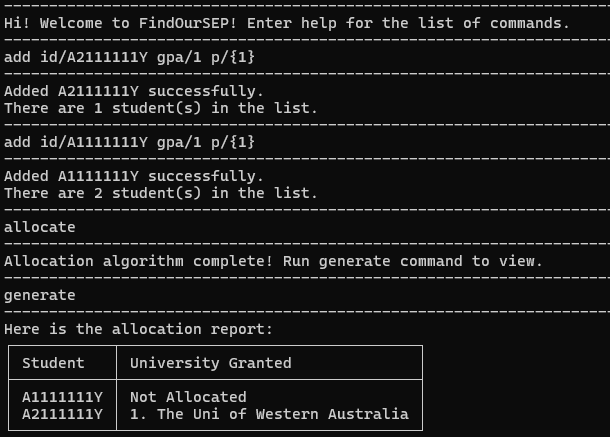 Hi! Welcome to FindOurSEP! Enter help for the list of commands.
add id/A2111111Y gpa/1 p/{1}
Added A2111111Y successfully.
There are 1 student(s) in the list.
add id/A1111111Y gpa/1 p/{1}
Added A1111111Y successfully.
There are 2 student(s) in the list.
allocate
Allocation algorithm complete! Run generate command to view.
generate
Here is the allocation report:
Student University Granted
A1111111Y Not Allocated
A2111111Y 1. The Uni of Western Australia